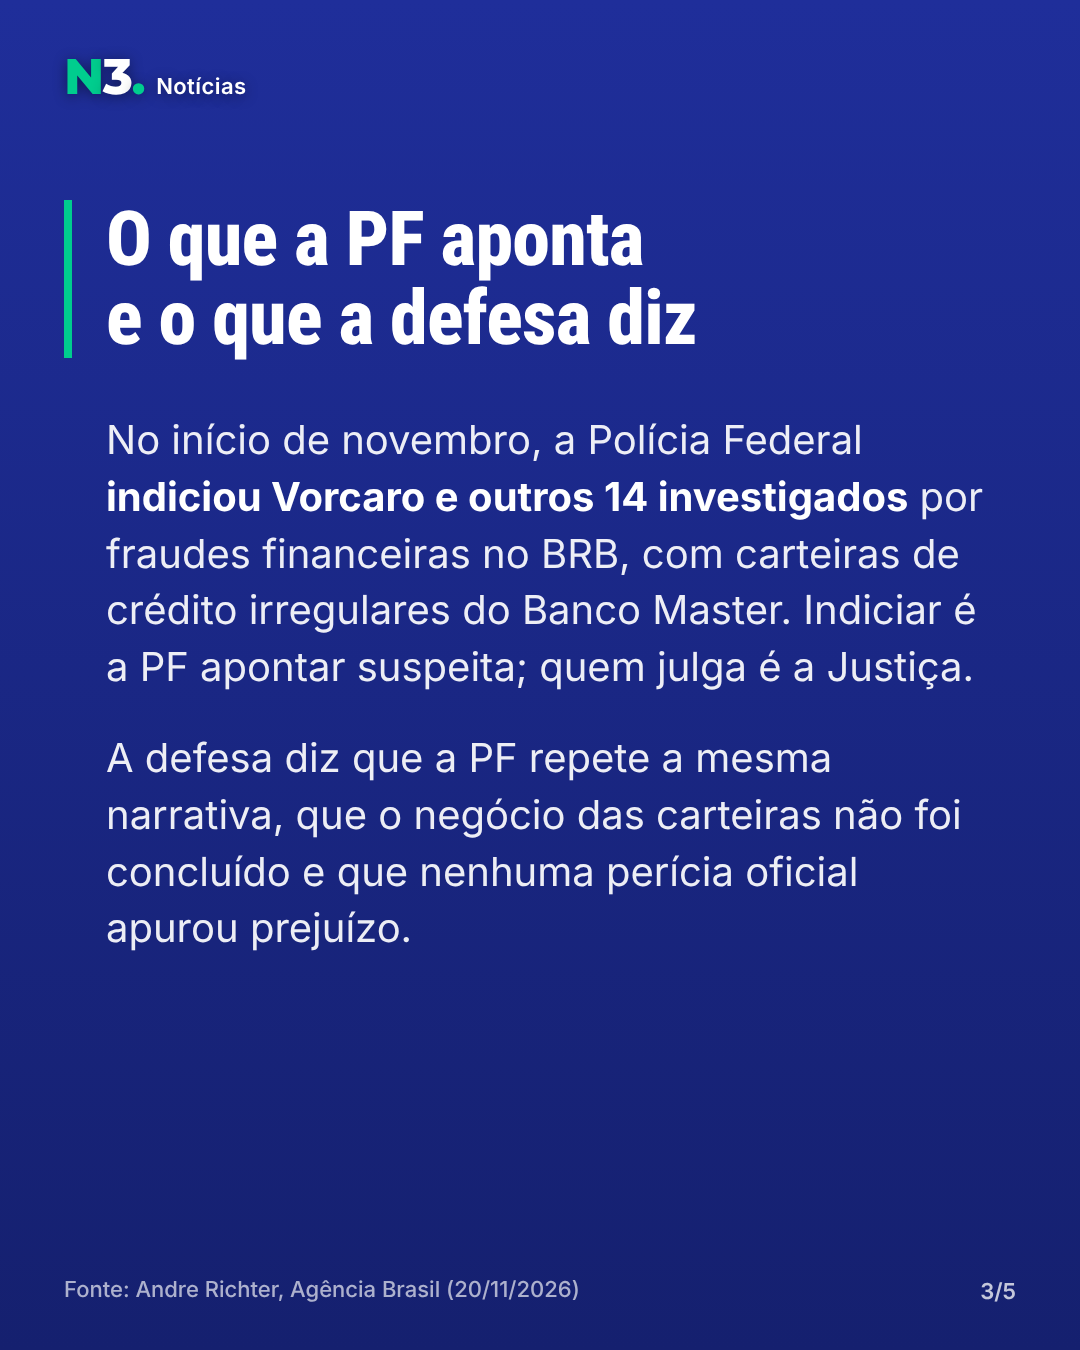 N3. Notícias
O que a PF aponta
e o que a defesa diz
No início de novembro, a Polícia Federal
indiciou Vorcaro e outros 14 investigados por
fraudes financeiras no BRB, com carteiras de
crédito irregulares do Banco Master. Indiciar é
a PF apontar suspeita; quem julga é a Justiça.
A defesa diz que a PF repete a mesma
narrativa, que o negócio das carteiras não foi
concluído e que nenhuma perícia oficial
apurou prejuízo.
Fonte: Andre Richter, Agência Brasil (20/11/2026)
3/5